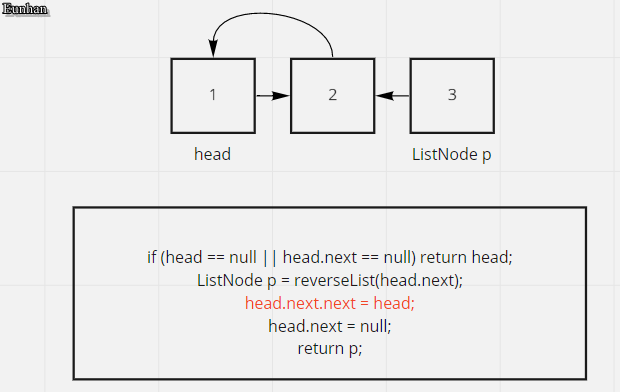 Eunhan
1
2
3
head
ListNode p
if (head == null || head.next == null) return head;
ListNode p = reverseList(head.next);
head.next.next = head;
head.next = null;
return p;